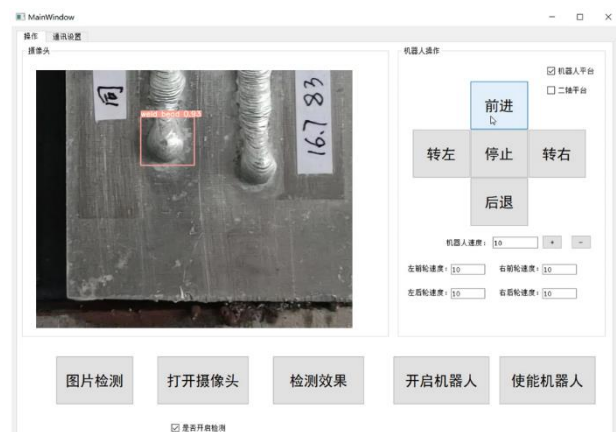 MainWindow
操作 通讯设置
摄像头
间
weld bead 0.93
16.7 83
机器人操作
机器人平台
二轴平台
前进
转左 停止 转右
后退
机器人速度: 10 + -
左前轮速度: 10 右前轮速度: 10
左后轮速度: 10 右后轮速度: 10
图片检测 打开摄像头 检测效果 开启机器人 使能机器人
是否开启检测